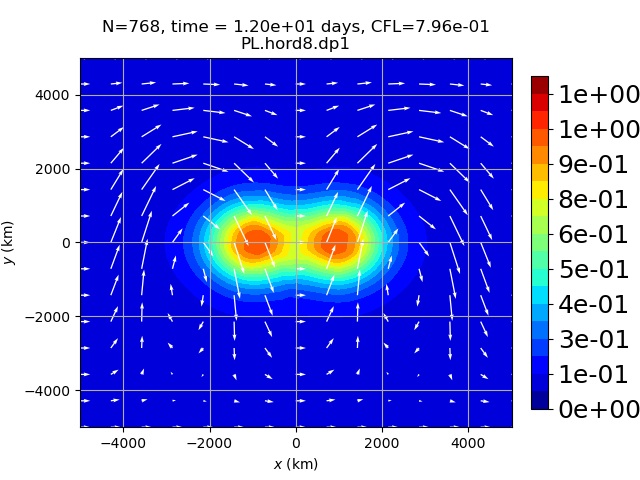 N=768, time = 1.20e+01 days, CFL=7.96e-01
PL.hord8.dp1
4000
2000
0
−2000
−4000
y (km)
−4000
−2000
0
2000
4000
x (km)
1e+00
1e+00
9e-01
8e-01
6e-01
5e-01
4e-01
3e-01
1e-01
0e+00